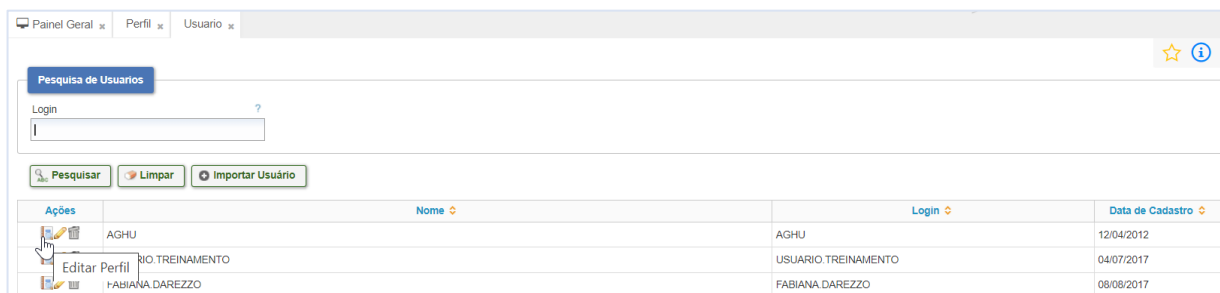 Painel Geral x Perfil x Usuario x
Pesquisa de Usuarios
Login ?
Pesquisar Limpar Importar Usuário
Ações Nome Login Data de Cadastro
AGHU AGHU 12/04/2012
Editar Perfil RIO.TREINAMENTO USUARIO.TREINAMENTO 04/07/2017
FABIANA.DAREZZO FABIANA.DAREZZO 08/08/2017